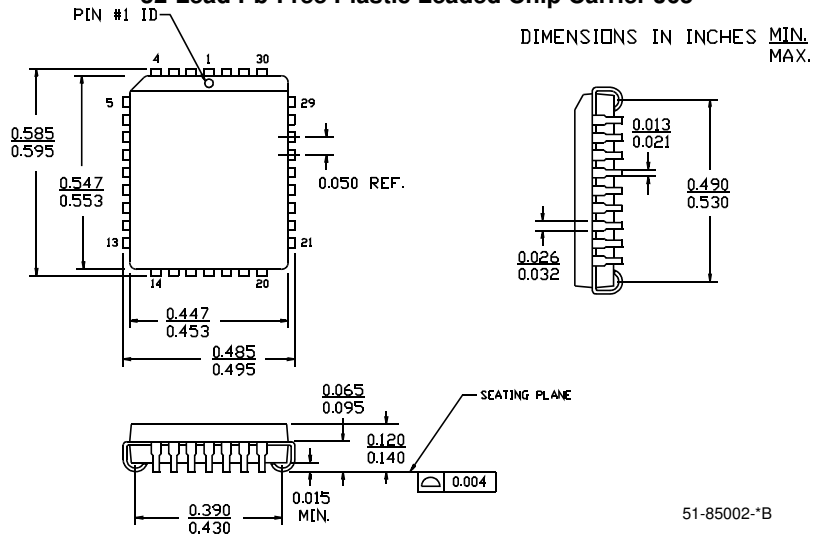 32-Lead Pb-Free Plastic Leaded Chip Carrier J65
PIN #1 ID
DIMENSIONS IN INCHES MIN.
MAX.
4 1 30
5 29
0.585
0.595
0.547
0.553
0.050 REF.
13 21
14 20
0.447
0.453
0.485
0.495
0.013
0.021
0.490
0.530
0.026
0.032
0.065
0.095
SEATING PLANE
0.120
0.140
0.004
0.015
MIN.
0.390
0.430
51-85002-*B